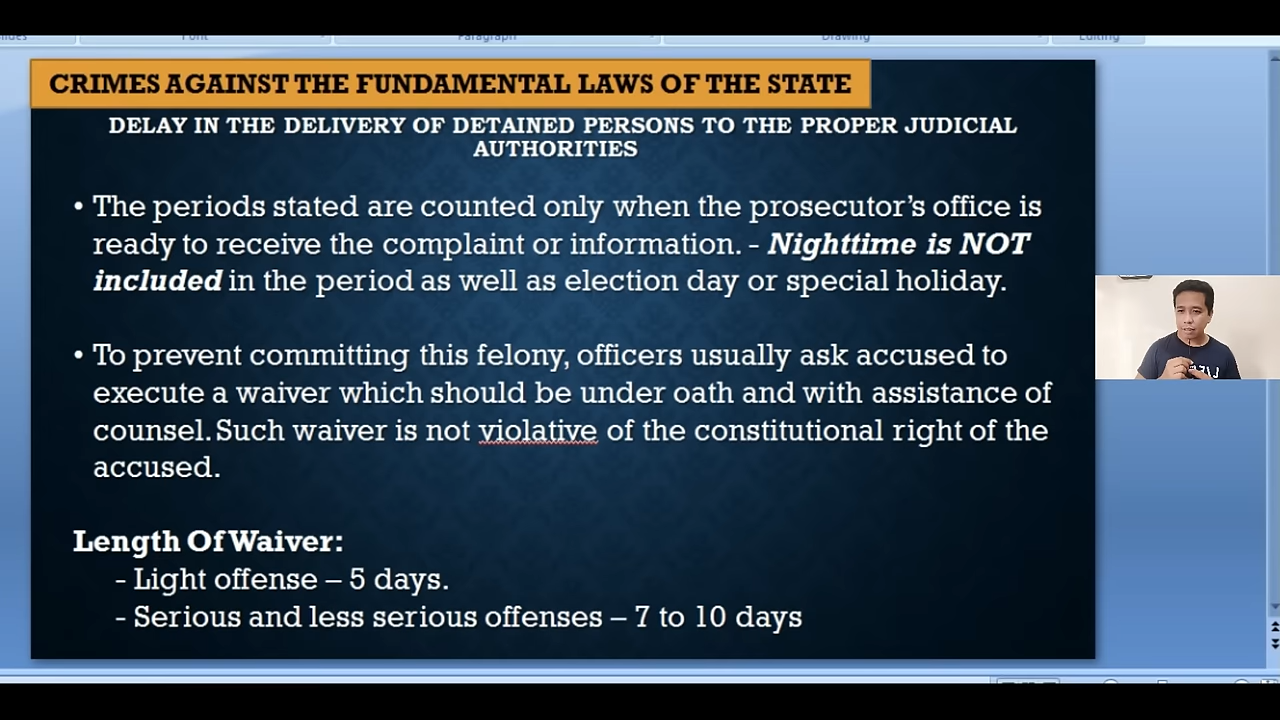 Font
Paragraph
Drawing
Editing
CRIMES AGAINST THE FUNDAMENTAL LAWS OF THE STATE
DELAY IN THE DELIVERY OF DETAINED PERSONS TO THE PROPER JUDICIAL
AUTHORITIES
• The periods stated are counted only when the prosecutor's office is
ready to receive the complaint or information. - Nighttime is NOT
included in the period as well as election day or special holiday.
• To prevent committing this felony, officers usually ask accused to
execute a waiver which should be under oath and with assistance of
counsel. Such waiver is not violative of the constitutional right of the
accused.
Length Of Waiver:
- Light offense – 5 days.
- Serious and less serious offenses – 7 to 10 days